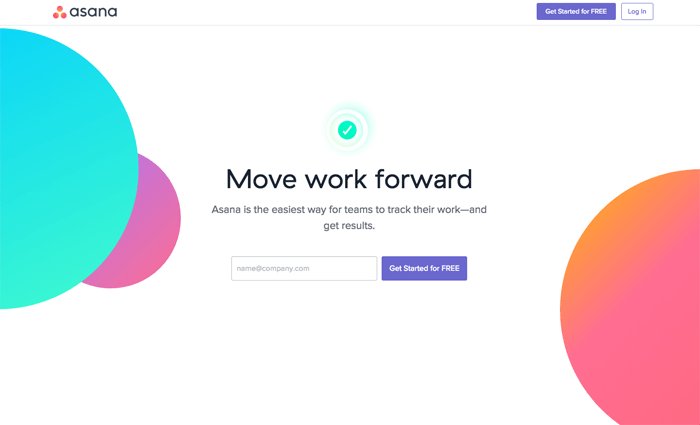 asana
Get Started for FREE
Log In
Move work forward
Asana is the easiest way for teams to track their work—and
get results.
name@company.com
Get Started for FREE